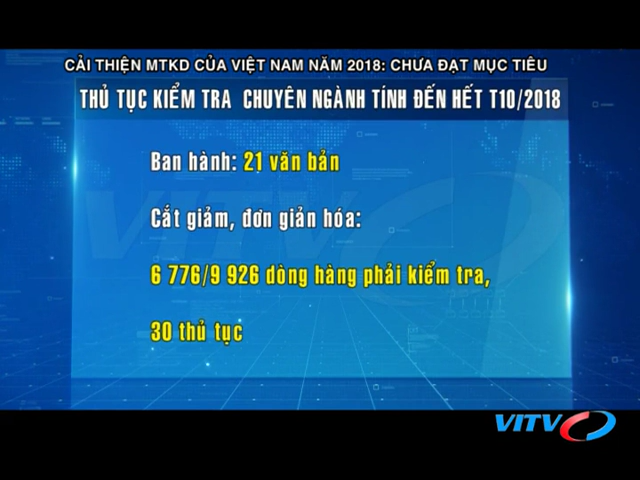 CẢI THIỆN MTKD CỦA VIỆT NAM NĂM 2018: CHƯA ĐẠT MỤC TIÊU
THỦ TỤC KIỂM TRA CHUYÊN NGÀNH TÍNH ĐẾN HẾT T10/2018
Ban hành: 21 văn bản
Cắt giảm, đơn giản hóa:
6 776/9 926 dòng hàng phải kiểm tra,
30 thủ tục
VITV
VITV